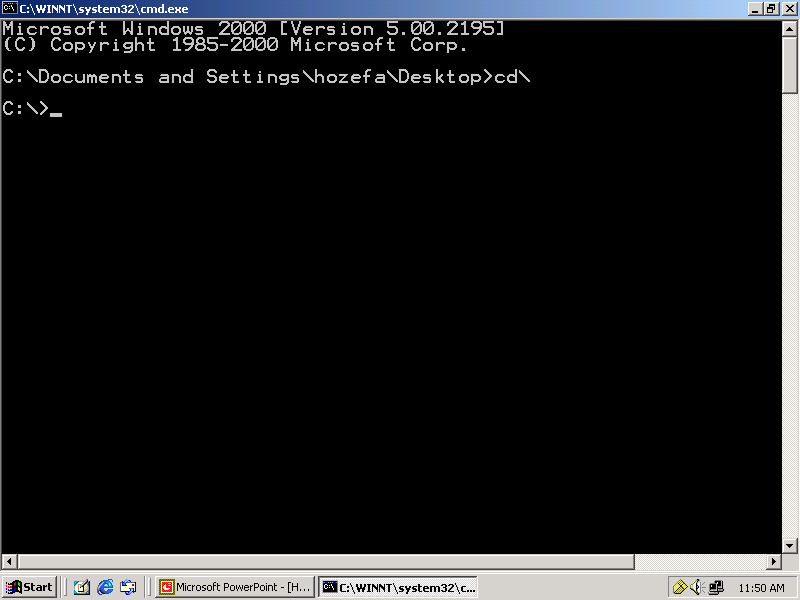 C:\WINNT\system32\cmd.exe
Microsoft Windows 2000 [Version 5.00.2195]
(C) Copyright 1985-2000 Microsoft Corp.
C:\Documents and Settings\hozefa\Desktop>cd\
C:\>_
Start
Microsoft PowerPoint - [H...
C:\WINNT\system32\c...
11:50 AM